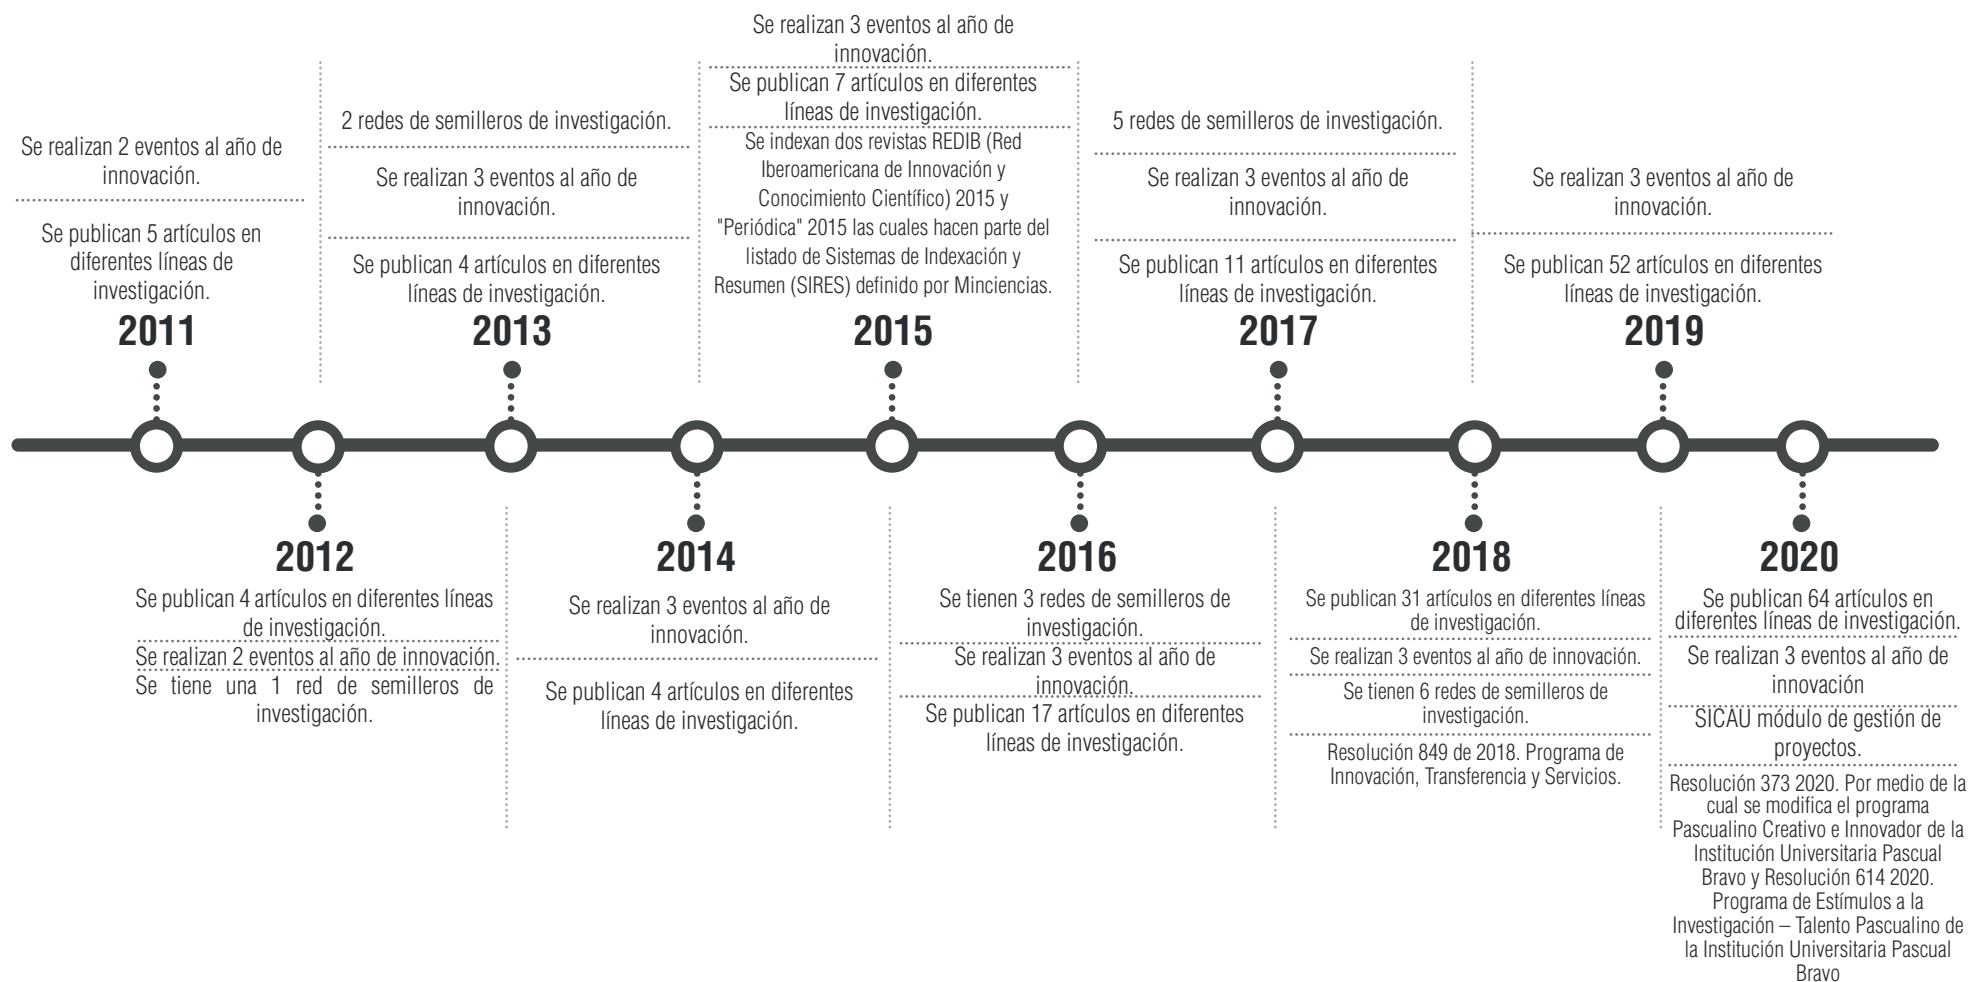 Se realizan 2 eventos al año de
innovación.
Se publican 5 artículos en
diferentes líneas de
investigación.
2011
2 redes de semilleros de investigación.
Se realizan 3 eventos al año de
innovación.
Se publican 4 artículos en diferentes
líneas de investigación.
2013
Se realizan 3 eventos al año de
innovación.
Se publican 7 artículos en diferentes
líneas de investigación.
Se indexan dos revistas REDIB (Red
Iberoamericana de Innovación y
Conocimiento Científico) 2015 y
"Periódica" 2015 las cuales hacen parte del
listado de Sistemas de Indexación y
Resumen (SIRES) definido por Minciencias.
2015
5 redes de semilleros de investigación.
Se realizan 3 eventos al año de
innovación.
Se publican 11 artículos en diferentes
líneas de investigación.
2017
Se realizan 3 eventos al año de
innovación.
Se publican 52 artículos en diferentes
líneas de investigación.
2019
2012
Se publican 4 artículos en diferentes líneas
de investigación.
Se realizan 2 eventos al año de innovación.
Se tiene una 1 red de semilleros de
investigación.
2014
Se realizan 3 eventos al año de
innovación.
Se publican 4 artículos en diferentes
líneas de investigación.
2016
Se tienen 3 redes de semilleros de
investigación.
Se realizan 3 eventos al año de
innovación.
Se publican 17 artículos en diferentes
líneas de investigación.
2018
Se publican 31 artículos en diferentes líneas
de investigación.
Se realizan 3 eventos al año de innovación.
Se tienen 6 redes de semilleros de
investigación.
Resolución 849 de 2018. Programa de
Innovación, Transferencia y Servicios.
2020
Se publican 64 artículos en
diferentes líneas de investigación.
Se realizan 3 eventos al año de
innovación
SICAU módulo de gestión de
proyectos.
Resolución 373 2020. Por medio de la
cual se modifica el programa
Pascualino Creativo e Innovador de la
Institución Universitaria Pascual
Bravo y Resolución 614 2020.
Programa de Estímulos a la
Investigación – Talento Pascualino de
la Institución Universitaria Pascual
Bravo